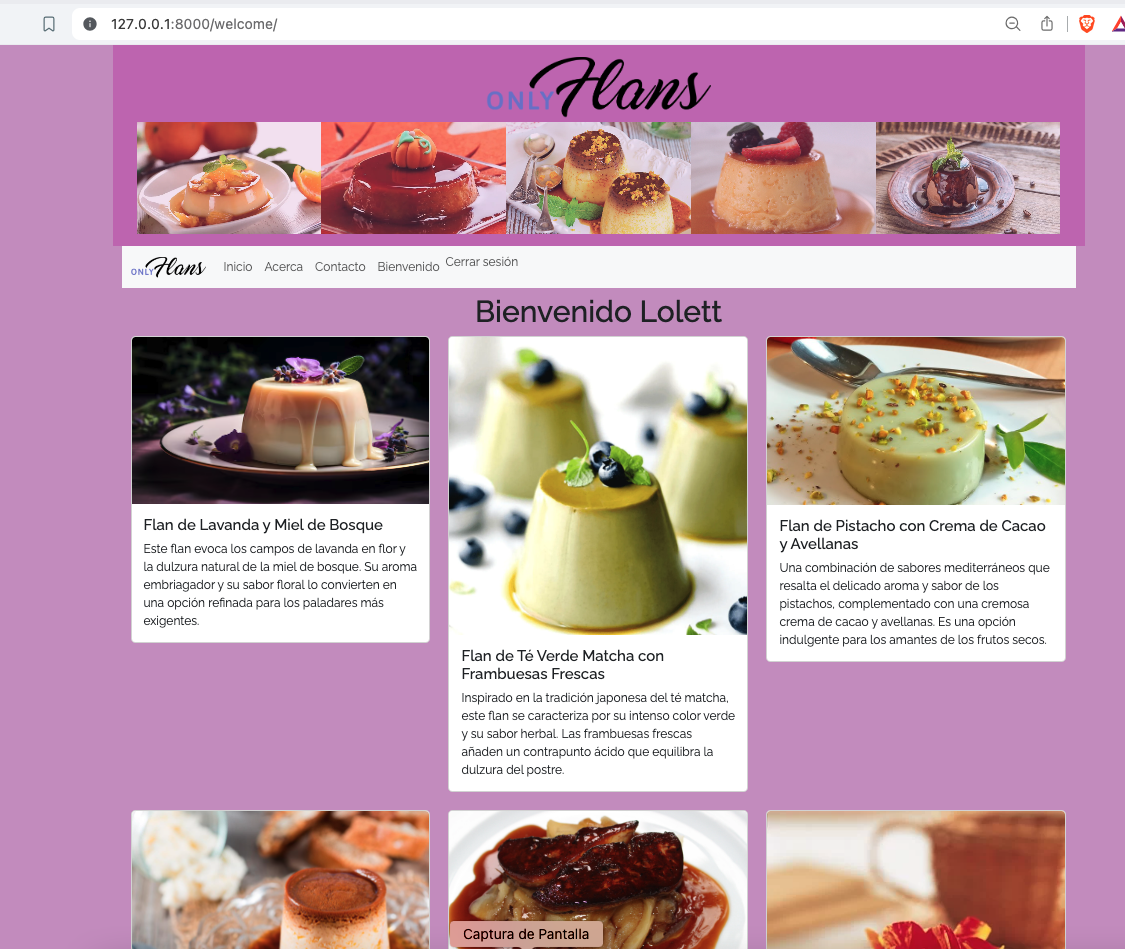 127.0.0.1:8000/welcome/
ONLY Flans
ONLY Flans Inicio Acerca Contacto Bienvenido Cerrar sesión
Bienvenido Lolett
Flan de Lavanda y Miel de Bosque
Este flan evoca los campos de lavanda en flor y
la dulzura natural de la miel de bosque. Su aroma
embriagador y su sabor floral lo convierten en
una opción refinada para los paladares más
exigentes.
Flan de Té Verde Matcha con
Frambuesas Frescas
Inspirado en la tradición japonesa del té matcha,
este flan se caracteriza por su intenso color verde
y su sabor herbal. Las frambuesas frescas
añaden un contrapunto ácido que equilibra la
dulzura del postre.
Flan de Pistacho con Crema de Cacao
y Avellanas
Una combinación de sabores mediterráneos que
resalta el delicado aroma y sabor de los
pistachos, complementado con una cremosa
crema de cacao y avellanas. Es una opción
indulgente para los amantes de los frutos secos.
Captura de Pantalla